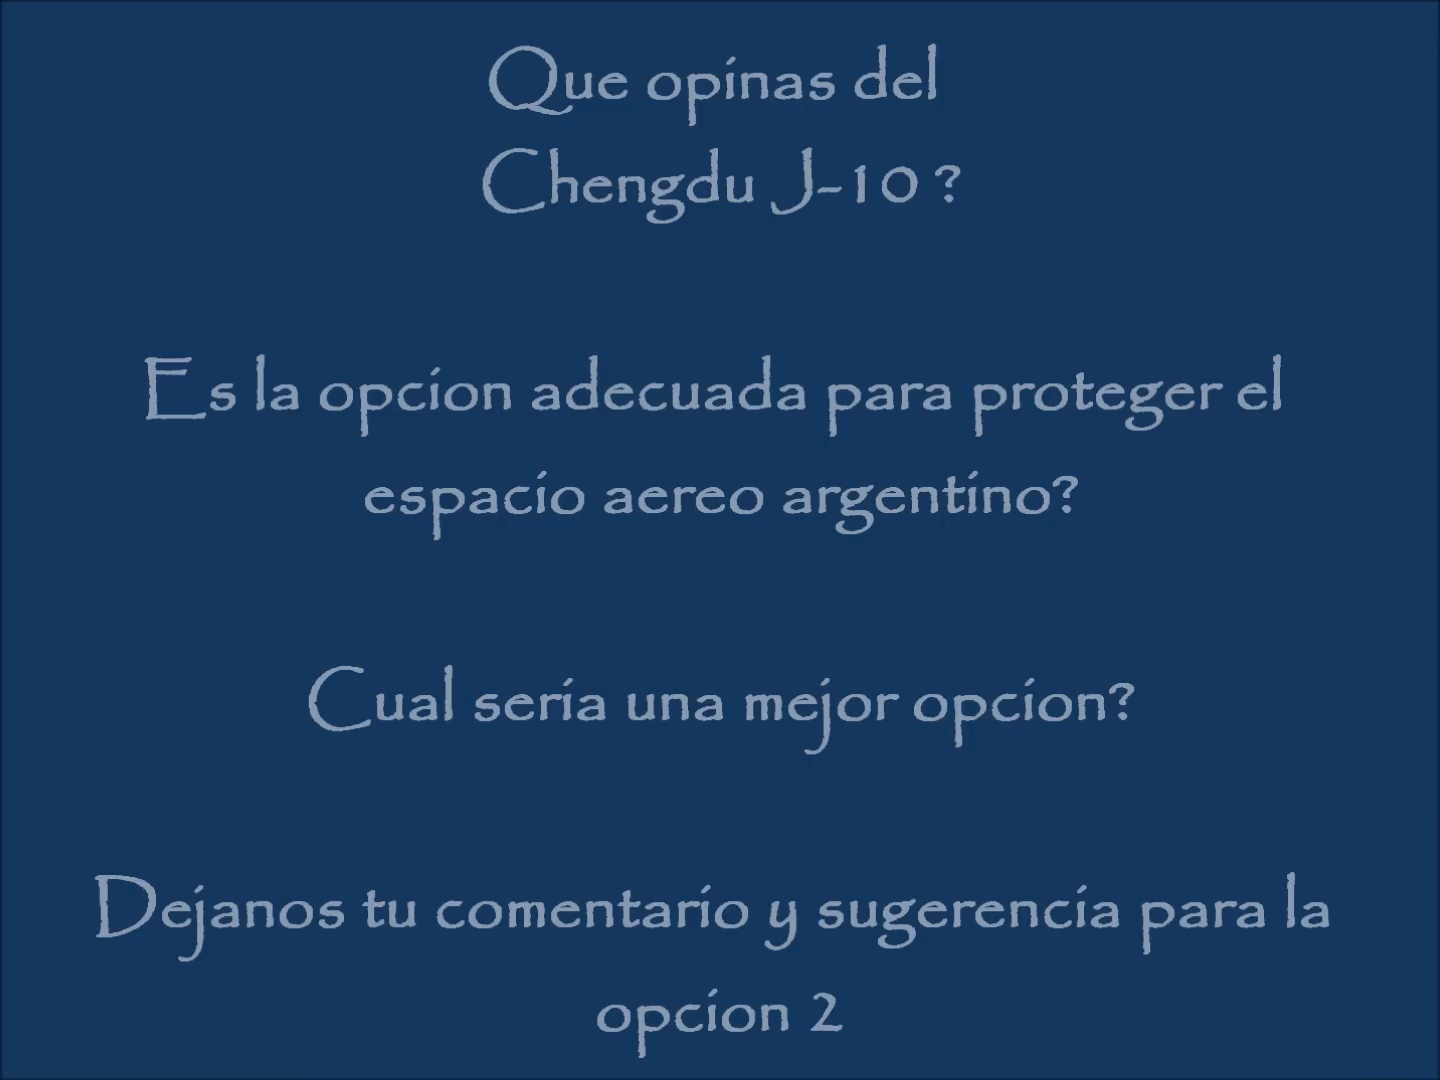 Que opinas del
Chengdu J-10 ?
Es la opcion adecuada para proteger el
espacio aereo argentino?
Cual seria una mejor opcion?
Dejanos tu comentario y sugerencia para la
opcion 2